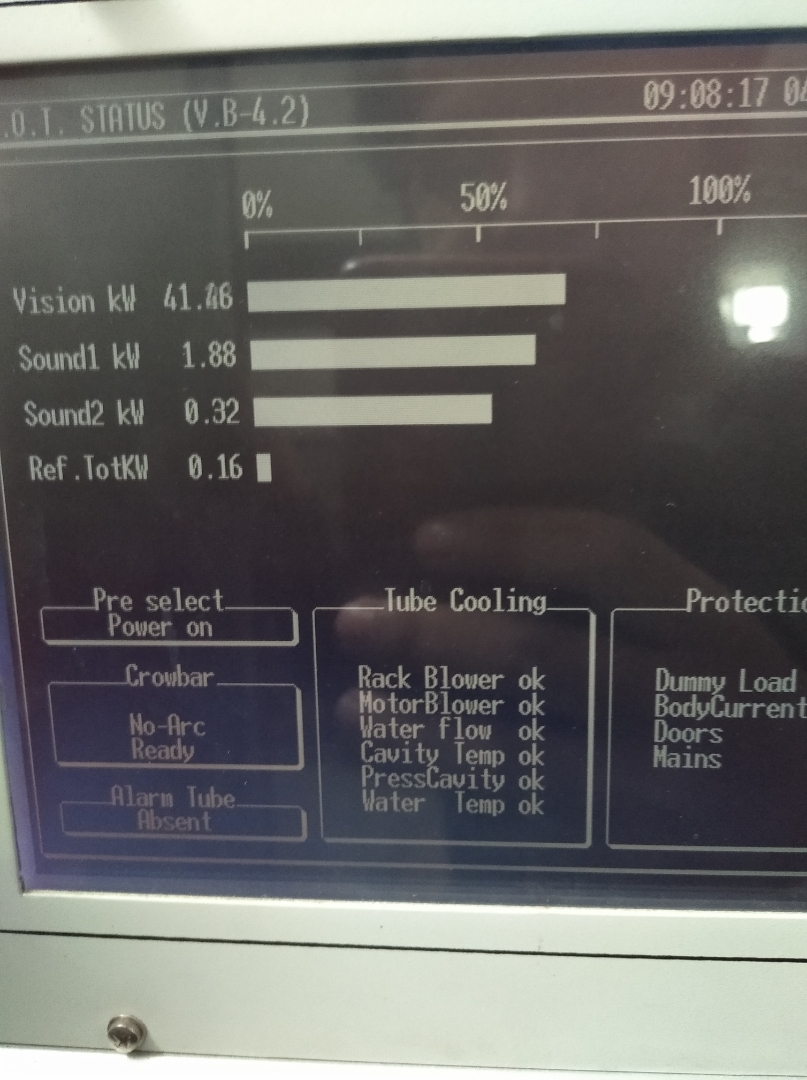 .O.T. STATUS (V.B-4.2) 09:08:17
0% 50% 100%
Vision kW 41.46
Sound1 kW 1.88
Sound2 kW 0.32
Ref.TotKW 0.16
Pre select
Power on
Crowbar
No-Arc
Ready
Alarm Tube
Absent
Tube Cooling
Rack Blower ok
MotorBlower ok
Water flow ok
Cavity Temp ok
PressCavity ok
Water Temp ok
Protectio
Dummy Load
BodyCurrent
Doors
Mains